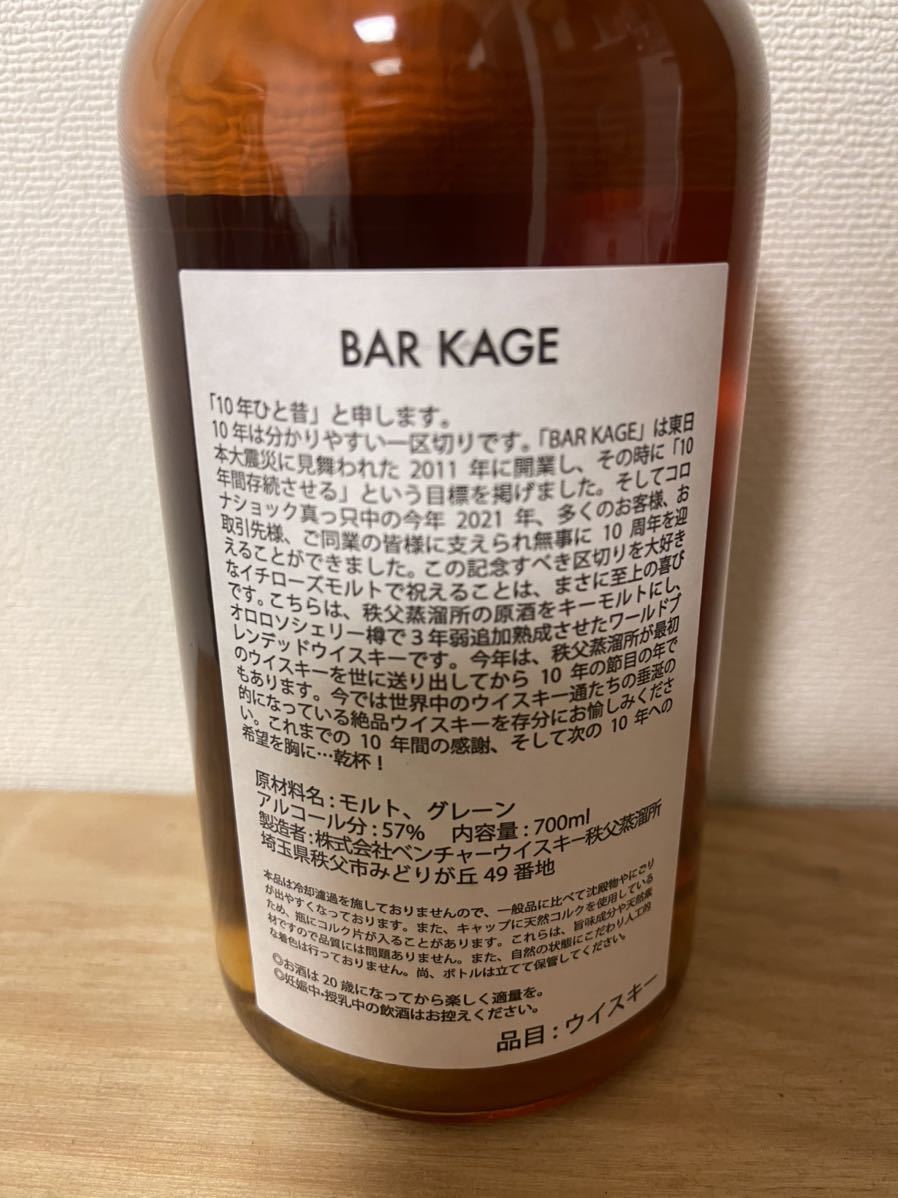 BAR KAGE
「10年ひと昔」と申します。
10年は分かりやすい一区切りです。「BAR KAGE」は東日
本大震災に見舞われた 2011 年に開業し、その時に「10
年間存続させる」という目標を掲げました。そしてコロ
ナショック真っ只中の今年 2021 年、多くのお客様、お
取引先様、ご同業の皆様に支えられ無事に 10 周年を迎
えることができました。この記念すべき区切りを大好き
なイチローズモルトで祝えることは、まさに至上の喜び
です。こちらは、秩父蒸溜所の原酒をキーモルトにし、
オロロソシェリー樽で3年弱追加熟成させたワールドブ
レンデッドウイスキーです。今年は、秩父蒸溜所が最初
のウイスキーを世に送り出してから 10 年の節目の年で
もあります。今では世界中のウイスキー通たちの垂涎の
的になっている絶品ウイスキーを存分にお愉しみくださ
い。これまでの 10 年間の感謝、そして次の 10 年への
希望を胸に…乾杯！
原材料名：モルト、グレーン
アルコール分：57% 内容量：700ml
製造者：株式会社ベンチャーウイスキー秩父蒸溜所
埼玉県秩父市みどりが丘 49 番地
本品は冷却濾過を施しておりませんので、一般品に比べて沈殿物やにごり
が出やすくなっております。また、キャップに天然コルクを使用している
ため、瓶にコルク片が入ることがあります。これらは、旨味成分や天然素
材ですので品質には問題ありません。また、自然の状態にこだわり人工的
な着色は行っておりません。尚、ボトルは立てて保管してください。
◎お酒は20歳になってから楽しく適量を。
◎妊娠中・授乳中の飲酒はお控えください。
品目：ウイスキー